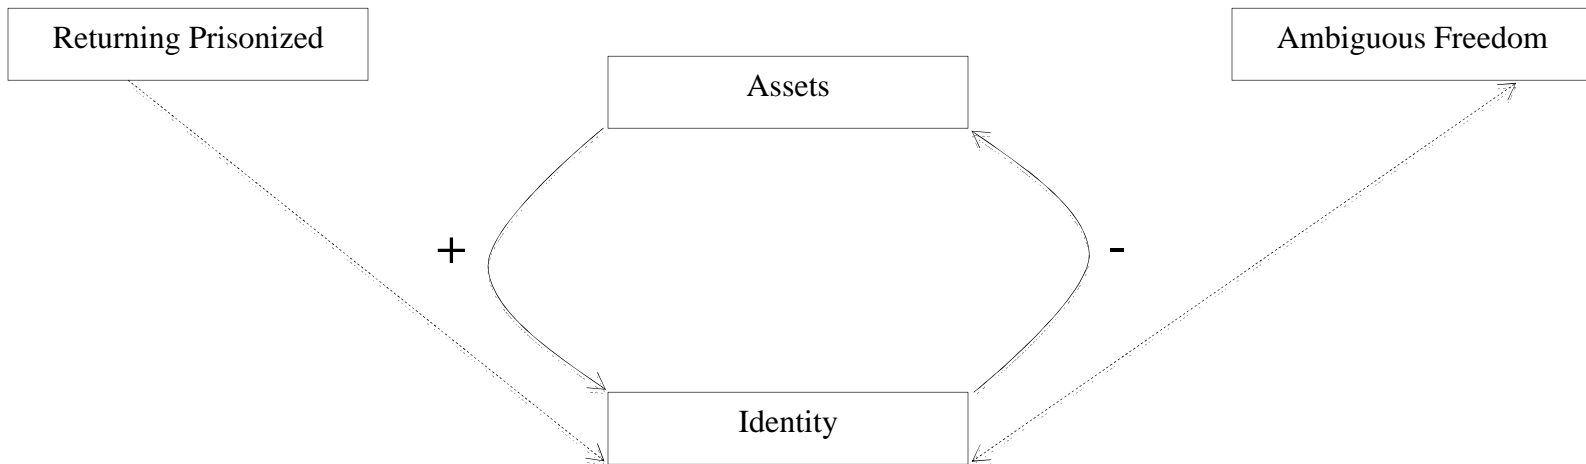 Returning Prisonized
Ambiguous Freedom
Assets
+
-
Identity